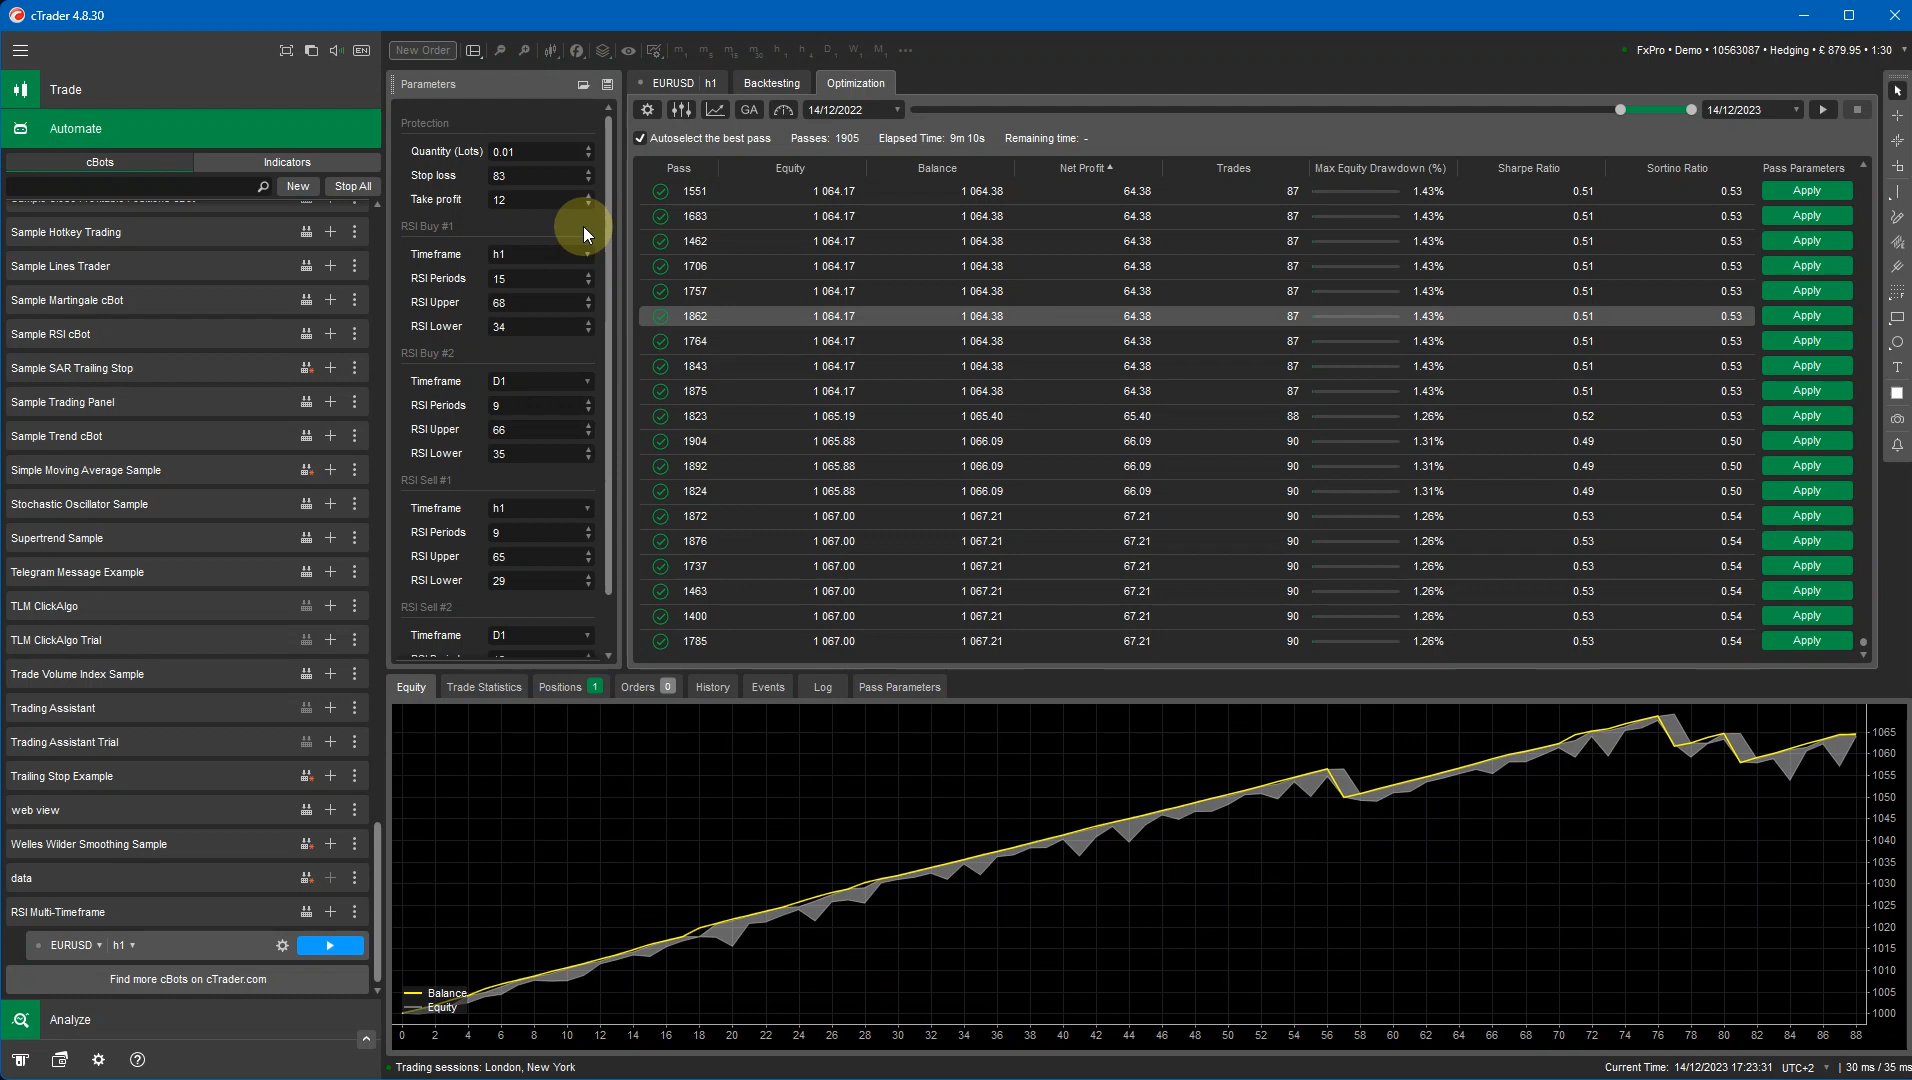 cTrader 4.8.30
EN
New Order
m1 m5 m15 m30 h1 h4 D1 W1 M1
FxPro • Demo • 10563087 • Hedging • £ 879.95 • 1:30
Trade
Automate
cBots
Indicators
New
Stop All
Sample Hotkey Trading
Sample Lines Trader
Sample Martingale cBot
Sample RSI cBot
Sample SAR Trailing Stop
Sample Trading Panel
Sample Trend cBot
Simple Moving Average Sample
Stochastic Oscillator Sample
Supertrend Sample
Telegram Message Example
TLM ClickAlgo
TLM ClickAlgo Trial
Trade Volume Index Sample
Trading Assistant
Trading Assistant Trial
Trailing Stop Example
web view
Welles Wilder Smoothing Sample
data
RSI Multi-Timeframe
EURUSD h1
Find more cBots on cTrader.com
Analyze
Parameters
Protection
Quantity (Lots) 0.01
Stop loss 83
Take profit 12
RSI Buy #1
Timeframe h1
RSI Periods 15
RSI Upper 68
RSI Lower 34
RSI Buy #2
Timeframe D1
RSI Periods 9
RSI Upper 66
RSI Lower 35
RSI Sell #1
Timeframe h1
RSI Periods 9
RSI Upper 65
RSI Lower 29
RSI Sell #2
Timeframe D1
EURUSD h1
Backtesting
Optimization
GA
14/12/2022
14/12/2023
Autoselect the best pass Passes: 1905 Elapsed Time: 9m 10s Remaining time: -
Pass Equity Balance Net Profit Trades Max Equity Drawdown (%) Sharpe Ratio Sortino Ratio Pass Parameters
1551 1 064.17 1 064.38 64.38 87 1.43% 0.51 0.53 Apply
1683 1 064.17 1 064.38 64.38 87 1.43% 0.51 0.53 Apply
1462 1 064.17 1 064.38 64.38 87 1.43% 0.51 0.53 Apply
1706 1 064.17 1 064.38 64.38 87 1.43% 0.51 0.53 Apply
1757 1 064.17 1 064.38 64.38 87 1.43% 0.51 0.53 Apply
1862 1 064.17 1 064.38 64.38 87 1.43% 0.51 0.53 Apply
1764 1 064.17 1 064.38 64.38 87 1.43% 0.51 0.53 Apply
1843 1 064.17 1 064.38 64.38 87 1.43% 0.51 0.53 Apply
1875 1 064.17 1 064.38 64.38 87 1.43% 0.51 0.53 Apply
1823 1 065.19 1 065.40 65.40 88 1.26% 0.52 0.53 Apply
1904 1 065.88 1 066.09 66.09 90 1.31% 0.49 0.50 Apply
1892 1 065.88 1 066.09 66.09 90 1.31% 0.49 0.50 Apply
1824 1 065.88 1 066.09 66.09 90 1.31% 0.49 0.50 Apply
1872 1 067.00 1 067.21 67.21 90 1.26% 0.53 0.54 Apply
1876 1 067.00 1 067.21 67.21 90 1.26% 0.53 0.54 Apply
1737 1 067.00 1 067.21 67.21 90 1.26% 0.53 0.54 Apply
1463 1 067.00 1 067.21 67.21 90 1.26% 0.53 0.54 Apply
1400 1 067.00 1 067.21 67.21 90 1.26% 0.53 0.54 Apply
1785 1 067.00 1 067.21 67.21 90 1.26% 0.53 0.54 Apply
Equity Trade Statistics Positions 1 Orders 0 History Events Log Pass Parameters
1065
1060
1055
1050
1045
1040
1035
1030
1025
1020
1015
1010
1005
1000
Balance
Equity
0 2 4 6 8 10 12 14 16 18 20 22 24 26 28 30 32 34 36 38 40 42 44 46 48 50 52 54 56 58 60 62 64 66 68 70 72 74 76 78 80 82 84 86 88
Trading sessions: London, New York
Current Time: 14/12/2023 17:23:31 UTC+2 | 30 ms / 35 ms